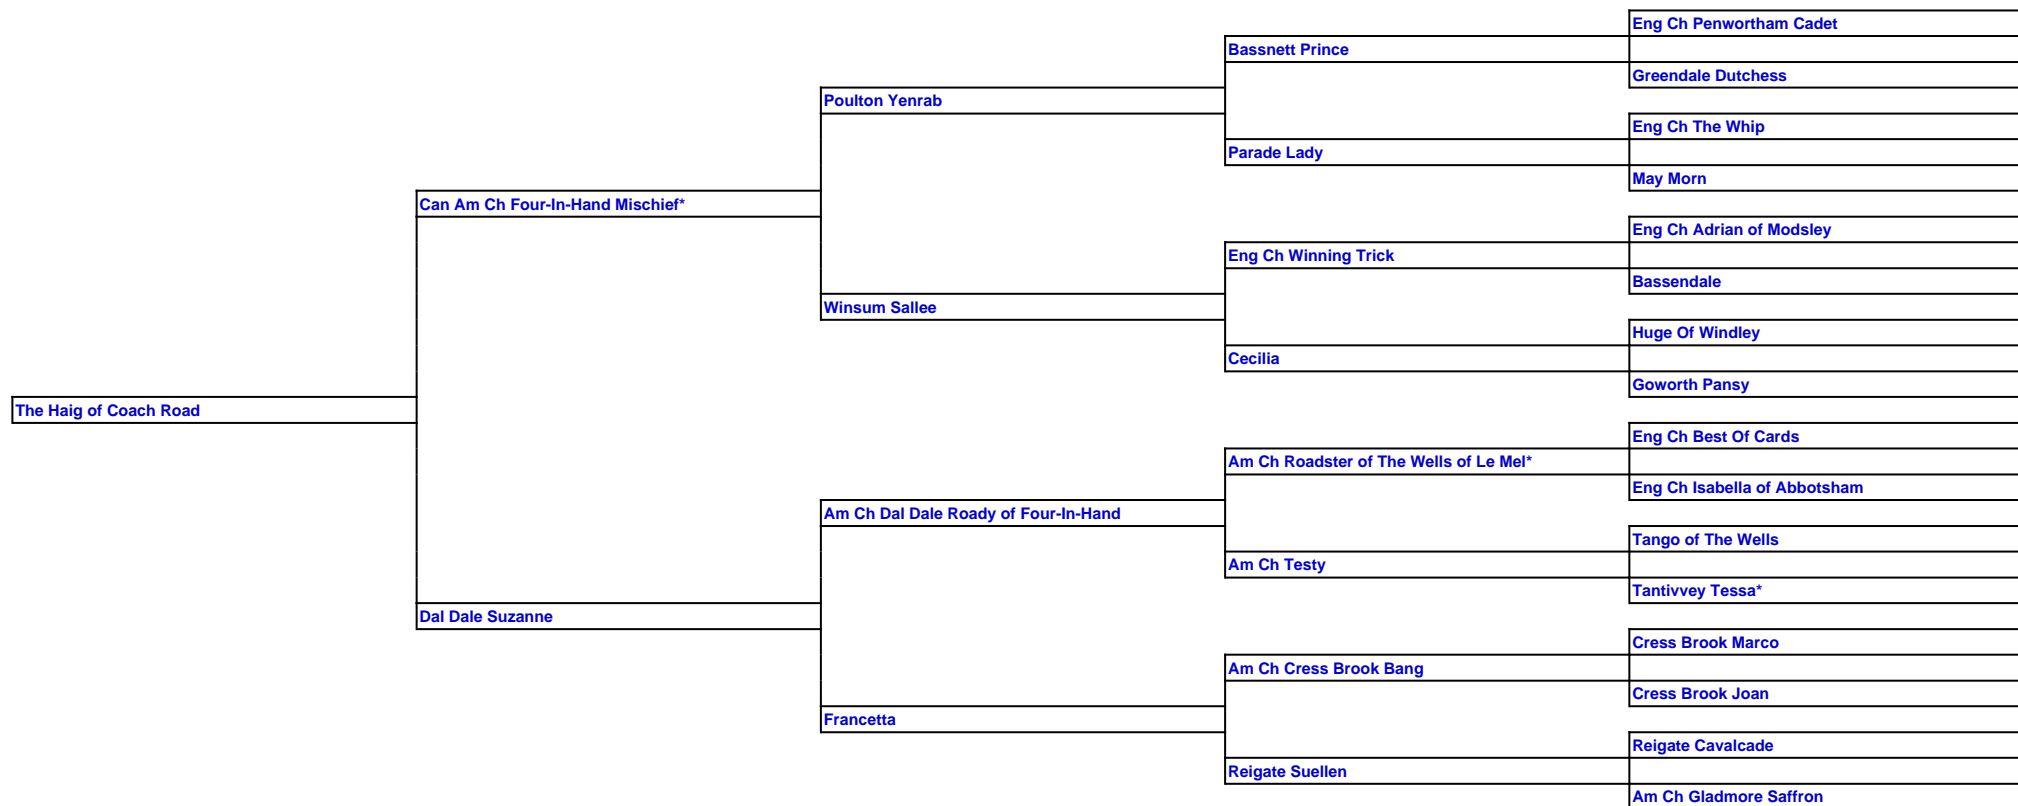 Eng Ch Penwortham Cadet
Bassnett Prince
Greendale Dutchess
Poulton Yenrab
Eng Ch The Whip
Parade Lady
May Morn
Can Am Ch Four-In-Hand Mischief*
Eng Ch Adrian of Modsley
Eng Ch Winning Trick
Bassendale
Winsum Sallee
Huge Of Windley
Cecilia
Goworth Pansy
The Haig of Coach Road
Eng Ch Best Of Cards
Am Ch Roadster of The Wells of Le Mel*
Eng Ch Isabella of Abbotsham
Am Ch Dal Dale Roady of Four-In-Hand
Tango of The Wells
Am Ch Testy
Tantivvey Tessa*
Dal Dale Suzanne
Cress Brook Marco
Am Ch Cress Brook Bang
Cress Brook Joan
Francetta
Reigate Cavalcade
Reigate Suellen
Am Ch Gladmore Saffron